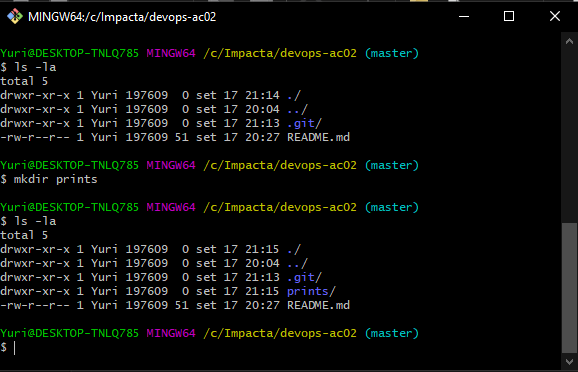 MINGW64:/c/Impacta/devops-ac02
Yuri@DESKTOP-TNLQ785 MINGW64 /c/Impacta/devops-ac02 (master)
$ ls -la
total 5
drwxr-xr-x 1 Yuri 197609  0 set 17 21:14 ./
drwxr-xr-x 1 Yuri 197609  0 set 17 20:04 ../
drwxr-xr-x 1 Yuri 197609  0 set 17 21:13 .git/
-rw-r--r-- 1 Yuri 197609 51 set 17 20:27 README.md
Yuri@DESKTOP-TNLQ785 MINGW64 /c/Impacta/devops-ac02 (master)
$ mkdir prints
Yuri@DESKTOP-TNLQ785 MINGW64 /c/Impacta/devops-ac02 (master)
$ ls -la
total 5
drwxr-xr-x 1 Yuri 197609  0 set 17 21:15 ./
drwxr-xr-x 1 Yuri 197609  0 set 17 20:04 ../
drwxr-xr-x 1 Yuri 197609  0 set 17 21:13 .git/
drwxr-xr-x 1 Yuri 197609  0 set 17 21:15 prints/
-rw-r--r-- 1 Yuri 197609 51 set 17 20:27 README.md
Yuri@DESKTOP-TNLQ785 MINGW64 /c/Impacta/devops-ac02 (master)
$